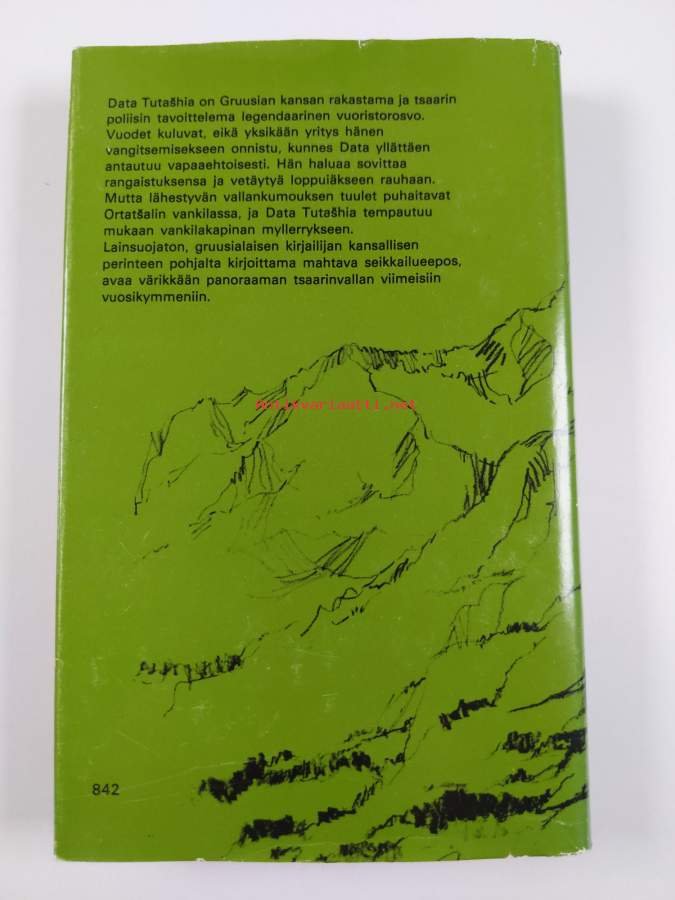 Data Tutašhia on Gruusian kansan rakastama ja tsaarin
poliisin tavoittelema legendaarinen vuoristorosvo.
Vuodet kuluvat, eikä yksikään yritys hänen
vangitsemisekseen onnistu, kunnes Data yllättäen
antautuu vapaaehtoisesti. Hän haluaa sovittaa
rangaistuksensa ja vetäytyä loppuiäkseen rauhaan.
Mutta lähestyvän vallankumouksen tuulet puhaitavat
Ortatšalin vankilassa, ja Data Tutašhia tempautuu
mukaan vankilakapinan myllerrykseen.
Lainsuojaton, gruusialaisen kirjailijan kansallisen
perinteen pohjalta kirjoittama mahtava seikkailueepos,
avaa värikkään panoraaman tsaarinvallan viimeisiin
vuosikymmeniin.
Antikvariaatti.net
842